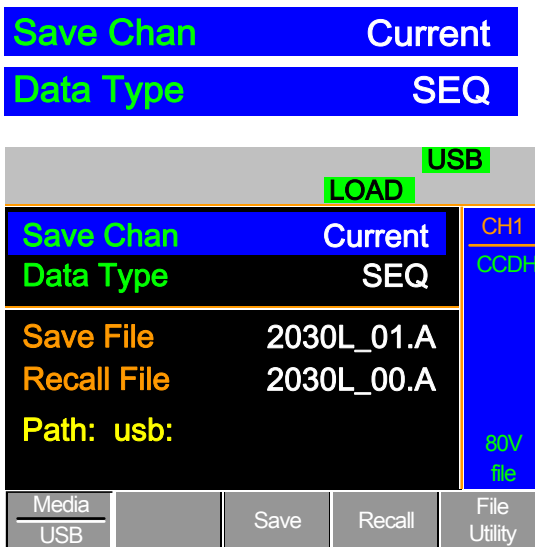 Save Chan Current
Data Type SEQ
USB
LOAD
Save Chan Current
Data Type SEQ
Save File 2030L_01.A
Recall File 2030L_00.A
Path: usb:
CH1
CCDH
80V
file
Media
USB
Save
Recall
File
Utility